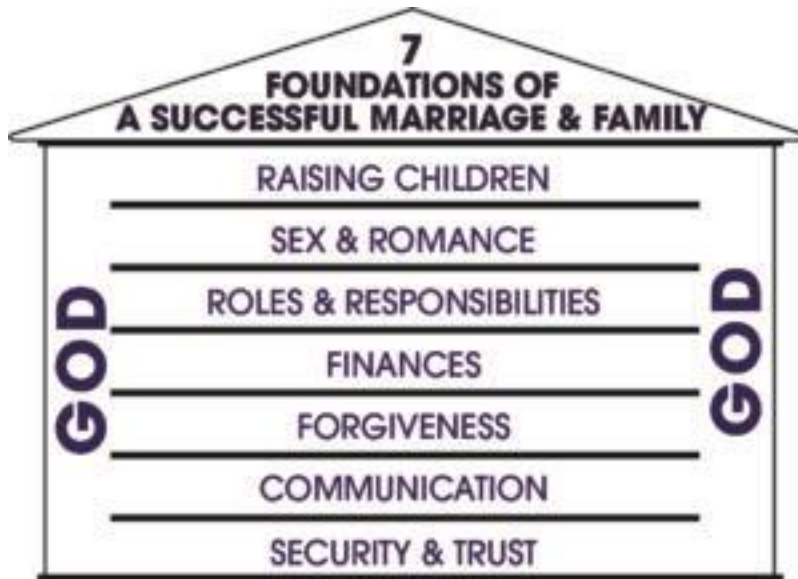 7
FOUNDATIONS OF
A SUCCESSFUL MARRIAGE & FAMILY
RAISING CHILDREN
SEX & ROMANCE
ROLES & RESPONSIBILITIES
FINANCES
FORGIVENESS
COMMUNICATION
SECURITY & TRUST
GOD
GOD